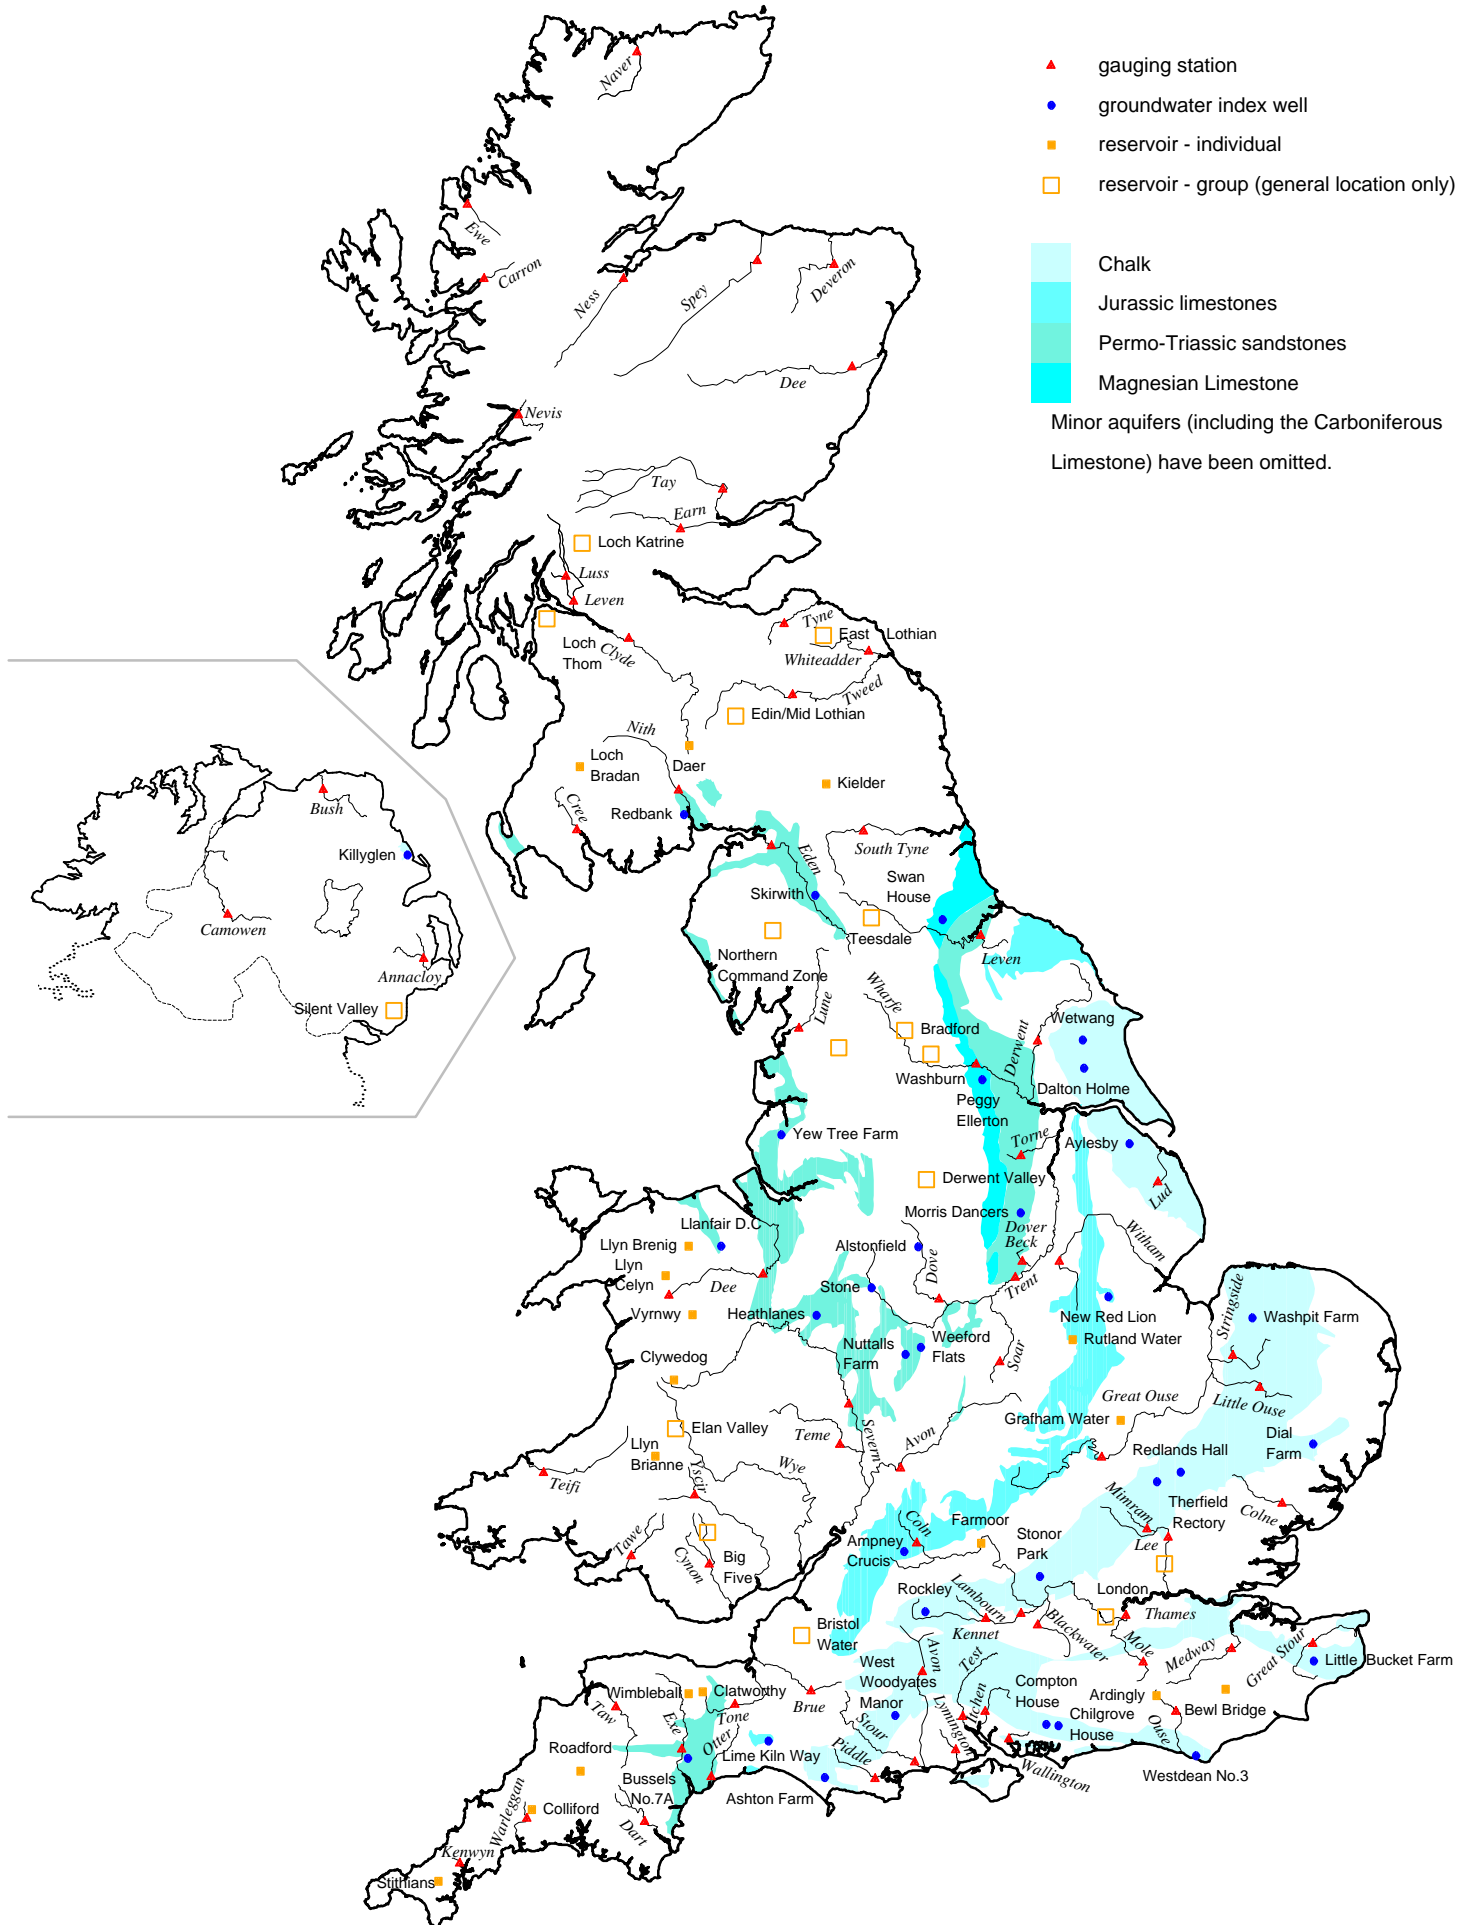 gauging station
groundwater index well
reservoir - individual
reservoir - group (general location only)
Chalk
Jurassic limestones
Permo-Triassic sandstones
Magnesian Limestone
Minor aquifers (including the Carboniferous
Limestone) have been omitted.
Naver
Ewe
Carron
Ness
Spey
Deveron
Dee
Nevis
Tay
Earn
Loch Katrine
Luss
Leven
Loch
Thom
Clyde
Tyne
East Lothian
Whiteadder
Tweed
Edin/Mid Lothian
Nith
Daer
Loch
Bradan
Kielder
Cree
Redbank
Bush
Killyglen
Camowen
Annacloy
Silent Valley
Eden
South Tyne
Swan
House
Skirwith
Teesdale
Northern
Command Zone
Leven
Lune
Wharfe
Bradford
Washburn
Derwent
Wetwang
Dalton Holme
Peggy
Ellerton
Yew Tree Farm
Torne
Aylesby
Lud
Derwent Valley
Morris Dancers
Dover
Beck
Witham
Llanfair D.C
Llyn Brenig
Llyn
Celyn
Dee
Vyrnwy
Alstonfield
Dove
Stone
Trent
Heathlanes
Nuttalls
Farm
Weeford
Flats
Soar
New Red Lion
Rutland Water
Stringside
Washpit Farm
Clywedog
Great Ouse
Little Ouse
Grafham Water
Elan Valley
Teme
Severn
Avon
Llyn
Brianne
Yscir
Wye
Teifi
Redlands Hall
Dial
Farm
Therfield
Rectory
Mimram
Lee
Colne
Coln
Farmoor
Stonor
Park
Ampney
Crucis
Tawe
Cynon
Big
Five
Rockley
Lambourn
Kennet
London
Thames
Blackwater
Mole
Medway
Great Stour
Little Bucket Farm
Bristol
Water
West
Woodyates
Manor
Avon
Test
Itchen
Compton
House
Chilgrove
House
Ardingly
Bewl Bridge
Ouse
Wimbleball
Clatworthy
Brue
Taw
Exe
Tone
Otter
Stour
Piddle
Lymington
Wallington
Westdean No.3
Roadford
Lime Kiln Way
Bussels
No.7A
Ashton Farm
Warleggan
Colliford
Dart
Kenwyn
Stithians